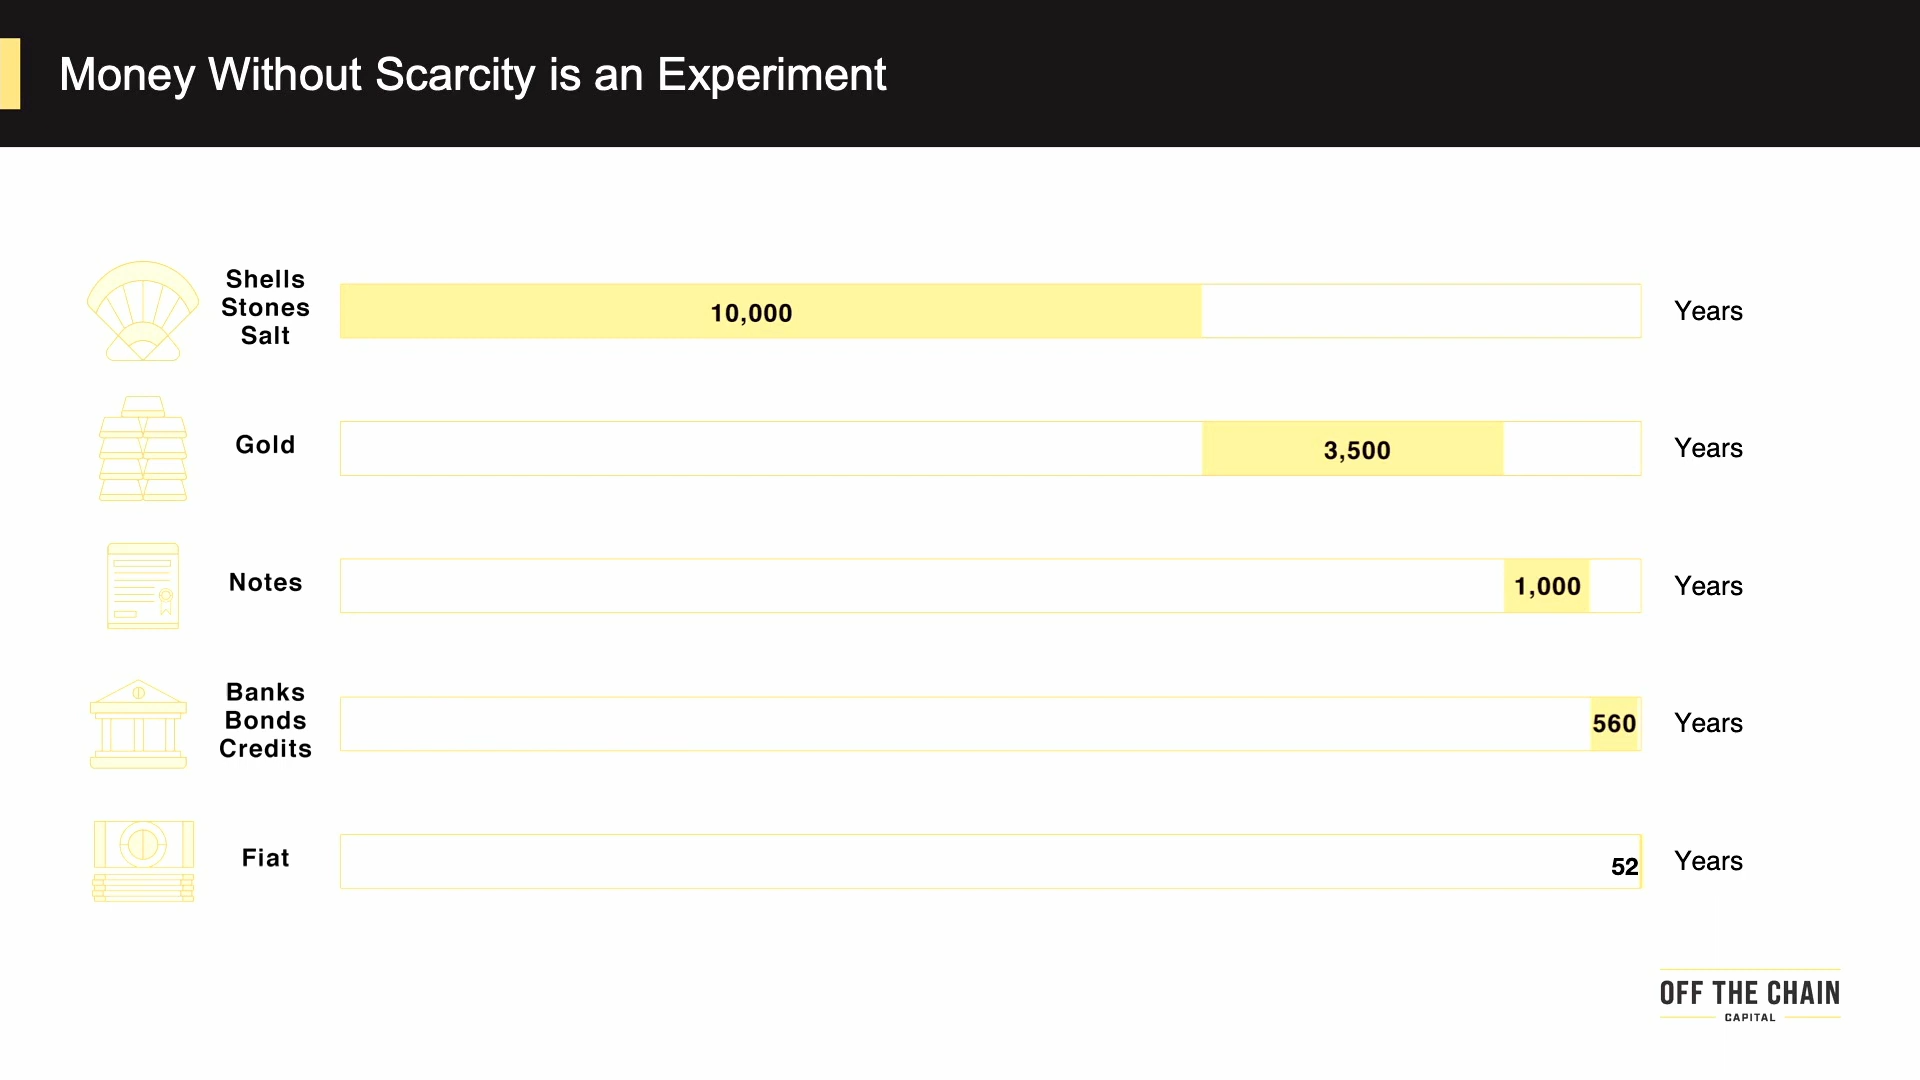 Money Without Scarcity is an Experiment
Shells
Stones
Salt
10,000
Years
Gold
3,500
Years
Notes
1,000
Years
Banks
Bonds
Credits
560
Years
Fiat
52
Years
OFF THE CHAIN
CAPITAL